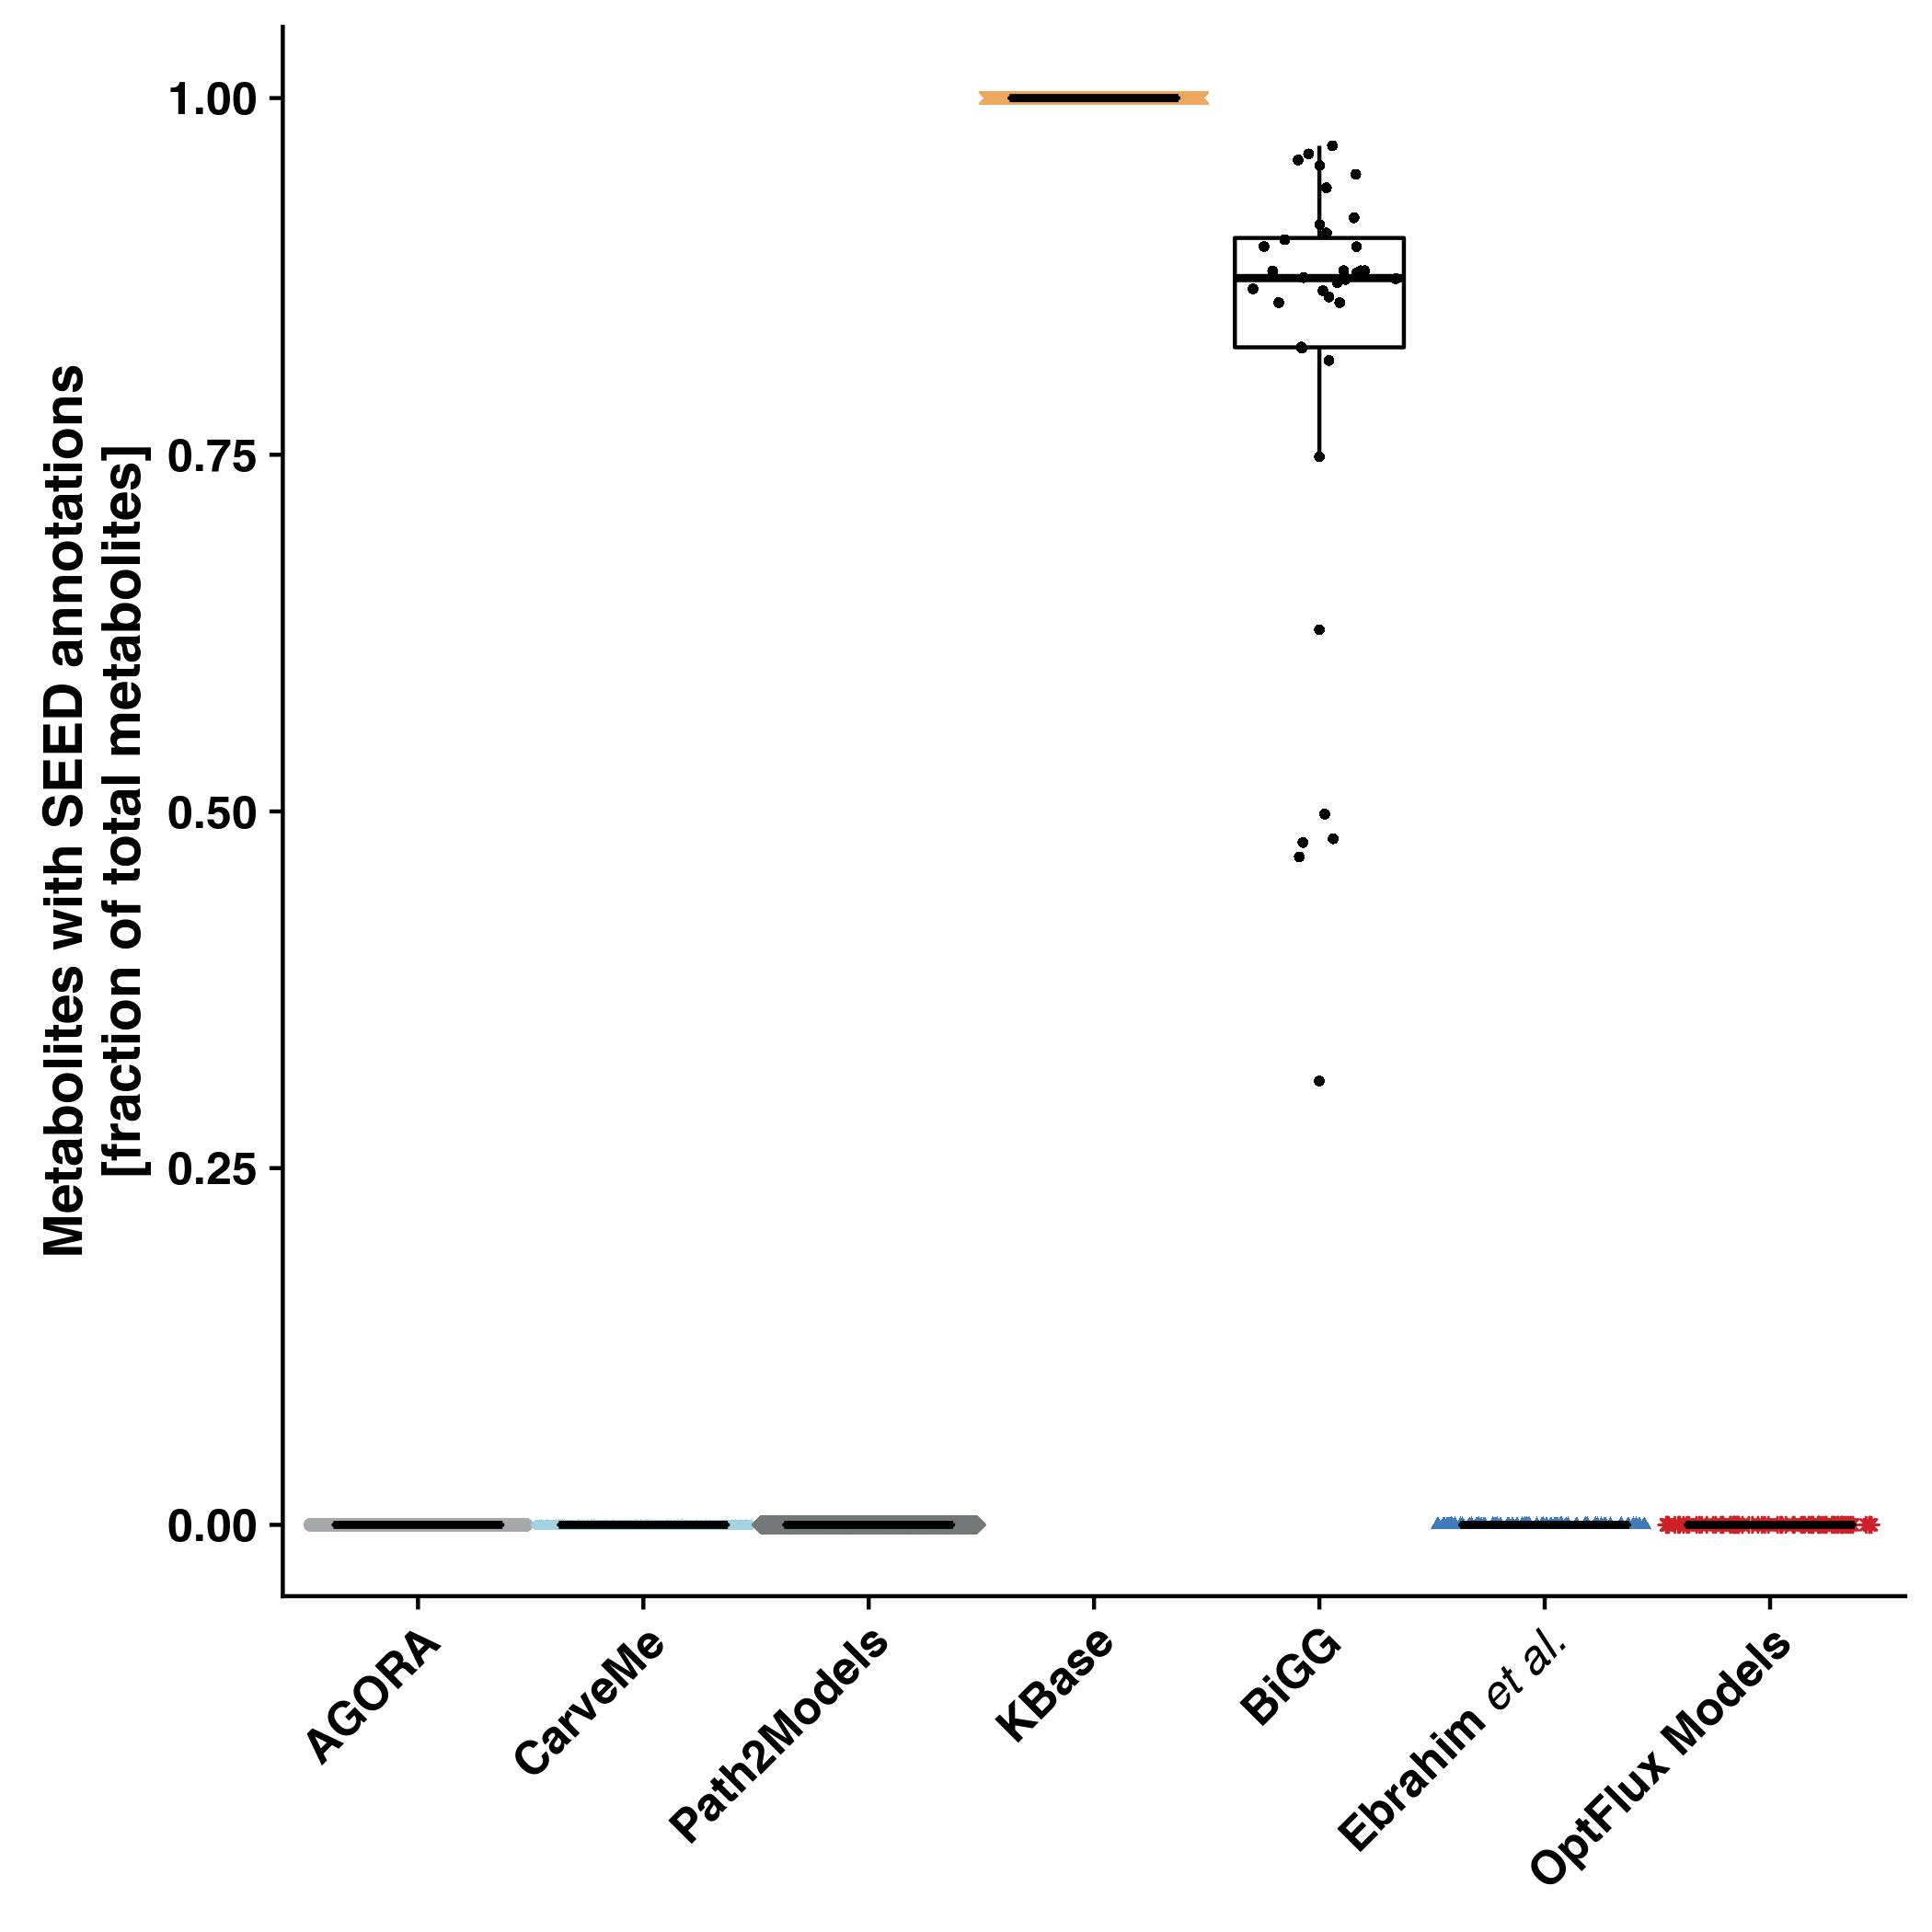 Metabolites with SEED annotations
[fraction of total metabolites]
1.00
0.75
0.50
0.25
0.00
AGORA
CarveMe
Path2Models
KBase
BiGG
Ebrahim et al.
OptFlux Models